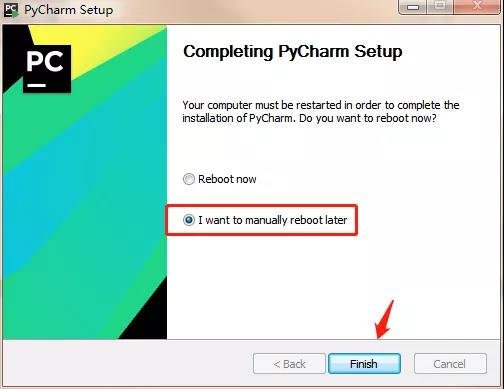 PC PyCharm Setup
PC
Completing PyCharm Setup
Your computer must be restarted in order to complete the
installation of PyCharm. Do you want to reboot now?
Reboot now
I want to manually reboot later
< Back Finish Cancel